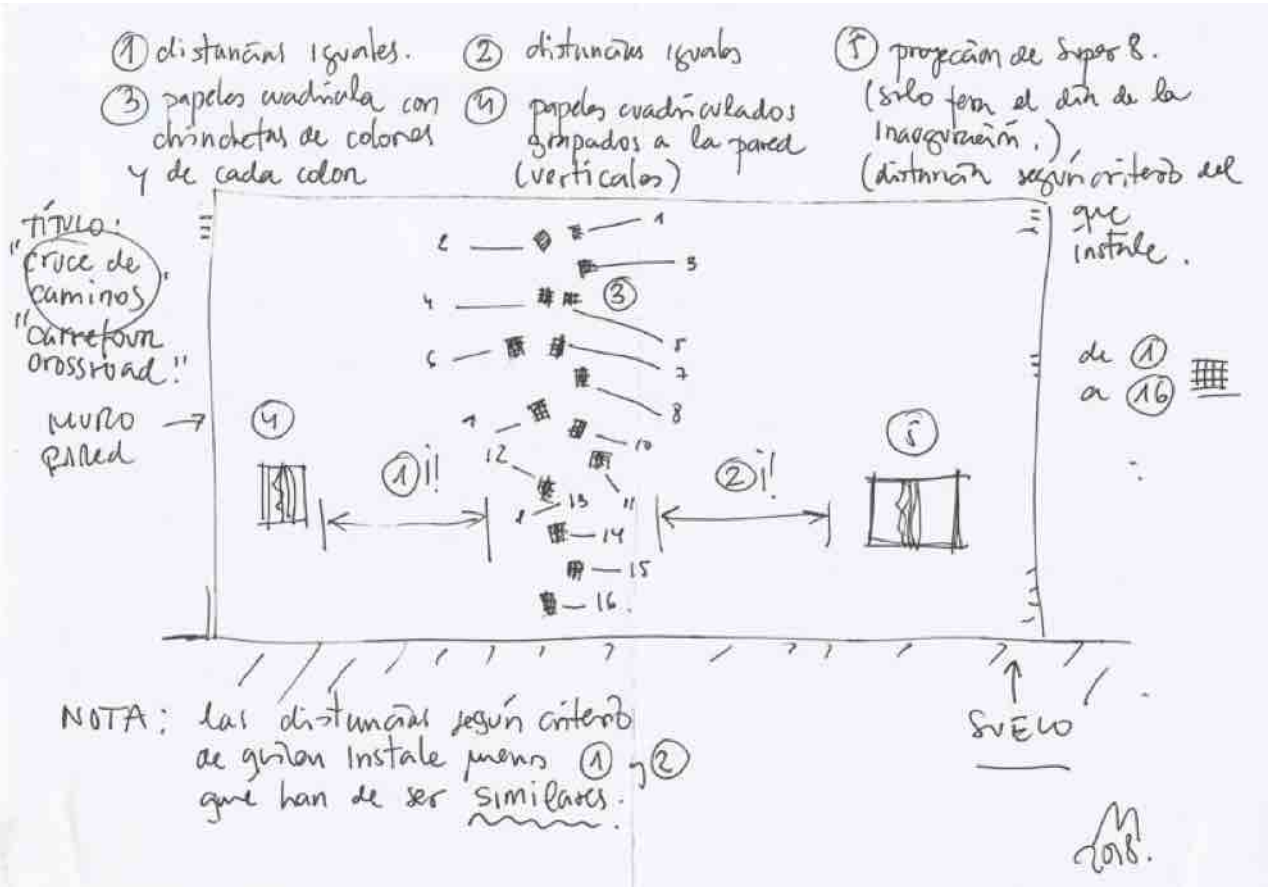 ① distancias iguales.
② distancias iguales
③ papeles cuadrícula con
chinchetas de colores
y de cada color
④ papeles cuadriculados
grapados a la pared
(verticales)
⑤ proyección de Super 8.
(solo será el día de la
inauguración.)
(distancia según criterio del
que
instale.
TÍTULO:
"cruce de
caminos"
"Carrefour
crossroad."
MURO
PARED
de ①
a ⑯
2
1
3
4
③
5
6
7
8
④
10
12
11
①¡!
②¡!
⑤
13
14
15
16.
NOTA: las distancias según criterio
de quien instale menos ① y ②
que han de ser similares.
SUELO
2018.